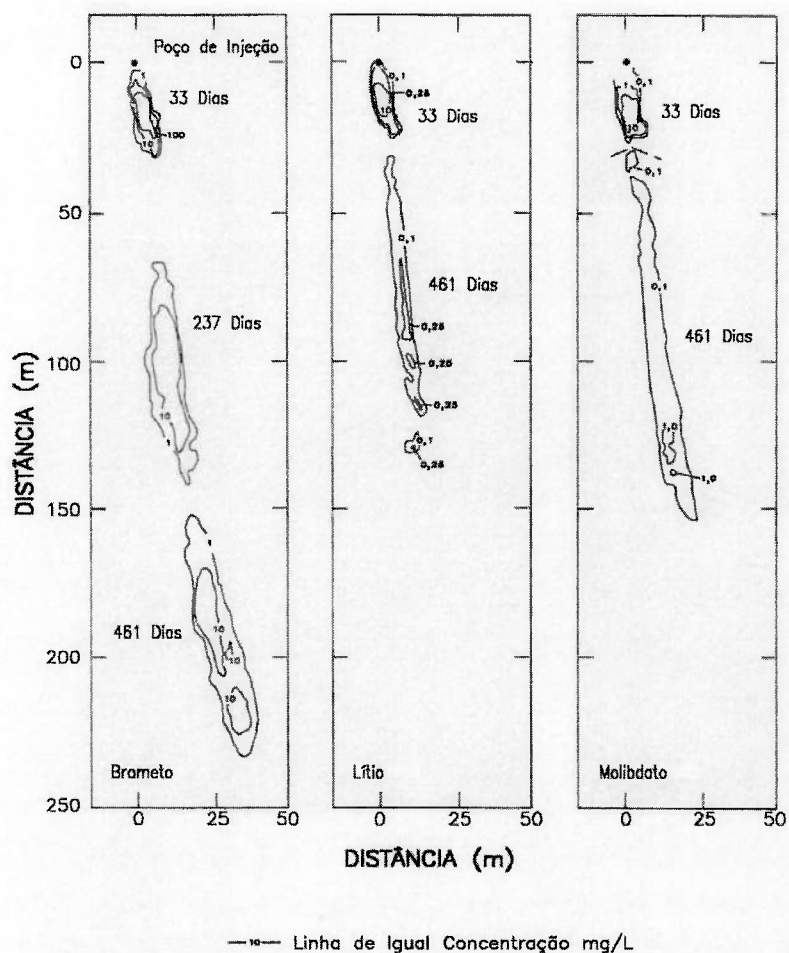 Poço de Injeção
0
50
100
150
200
250
DISTÂNCIA (m)
1
33 Dias
100
10
237 Dias
10
1
1
461 Dias
10
10
10
Brometo
0 25 50
0,1
0,25
10
33 Dias
0,1
461 Dias
0,25
0,25
0,25
0,1
0,25
Lítio
0 25 50
1
0,1
33 Dias
10
0,1
0,1
461 Dias
1,0
1,0
Molibdato
0 25 50
DISTÂNCIA (m)
10 Linha de Igual Concentração mg/L